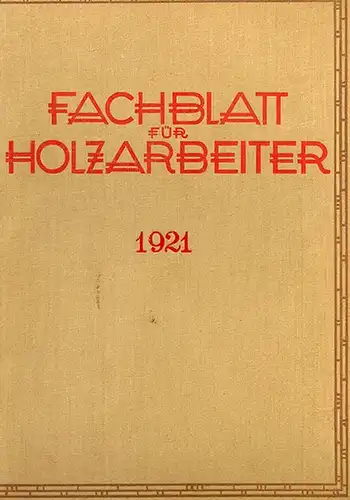 FACHBLATT
FÜR
HOLZARBEITER
1921